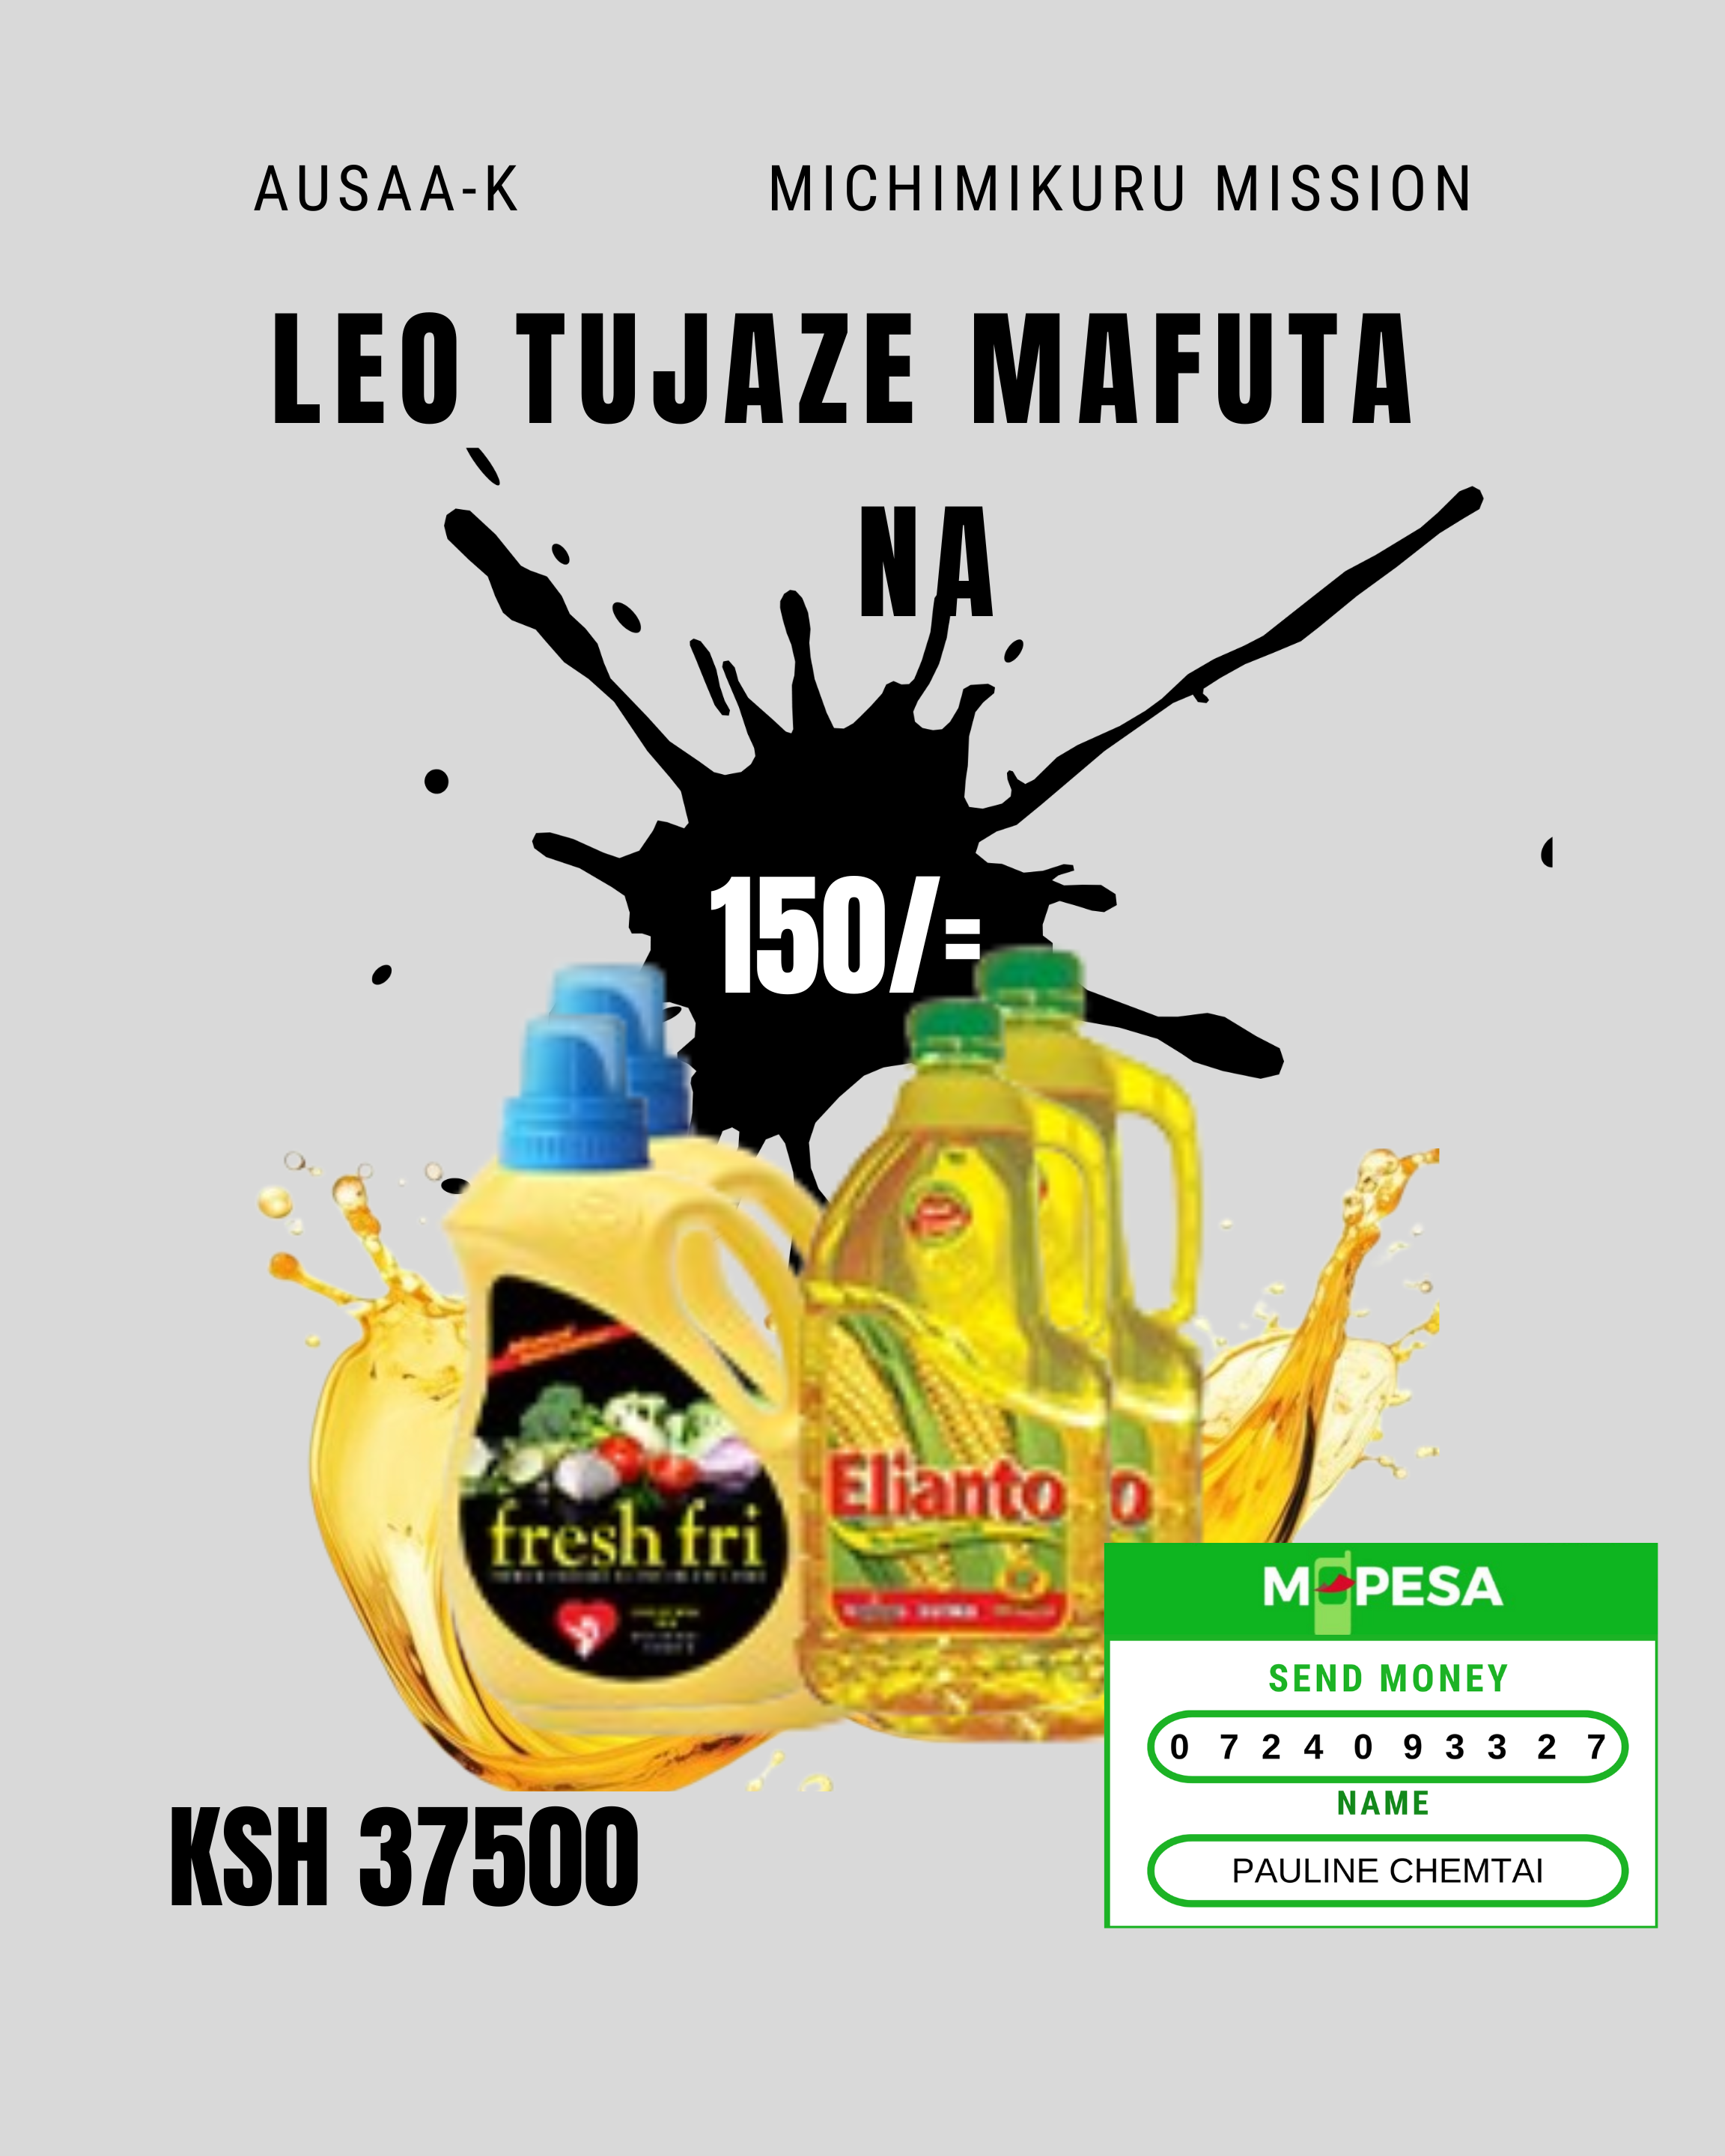 AUSAA-K
MICHIMIKURU MISSION
LEO TUJAZE MAFUTA
NA
150/=
fresh fri
Elianto
O
M-PESA
SEND MONEY
0 7 2 4 0 9 3 3 2 7
NAME
PAULINE CHEMTAI
KSH 37500